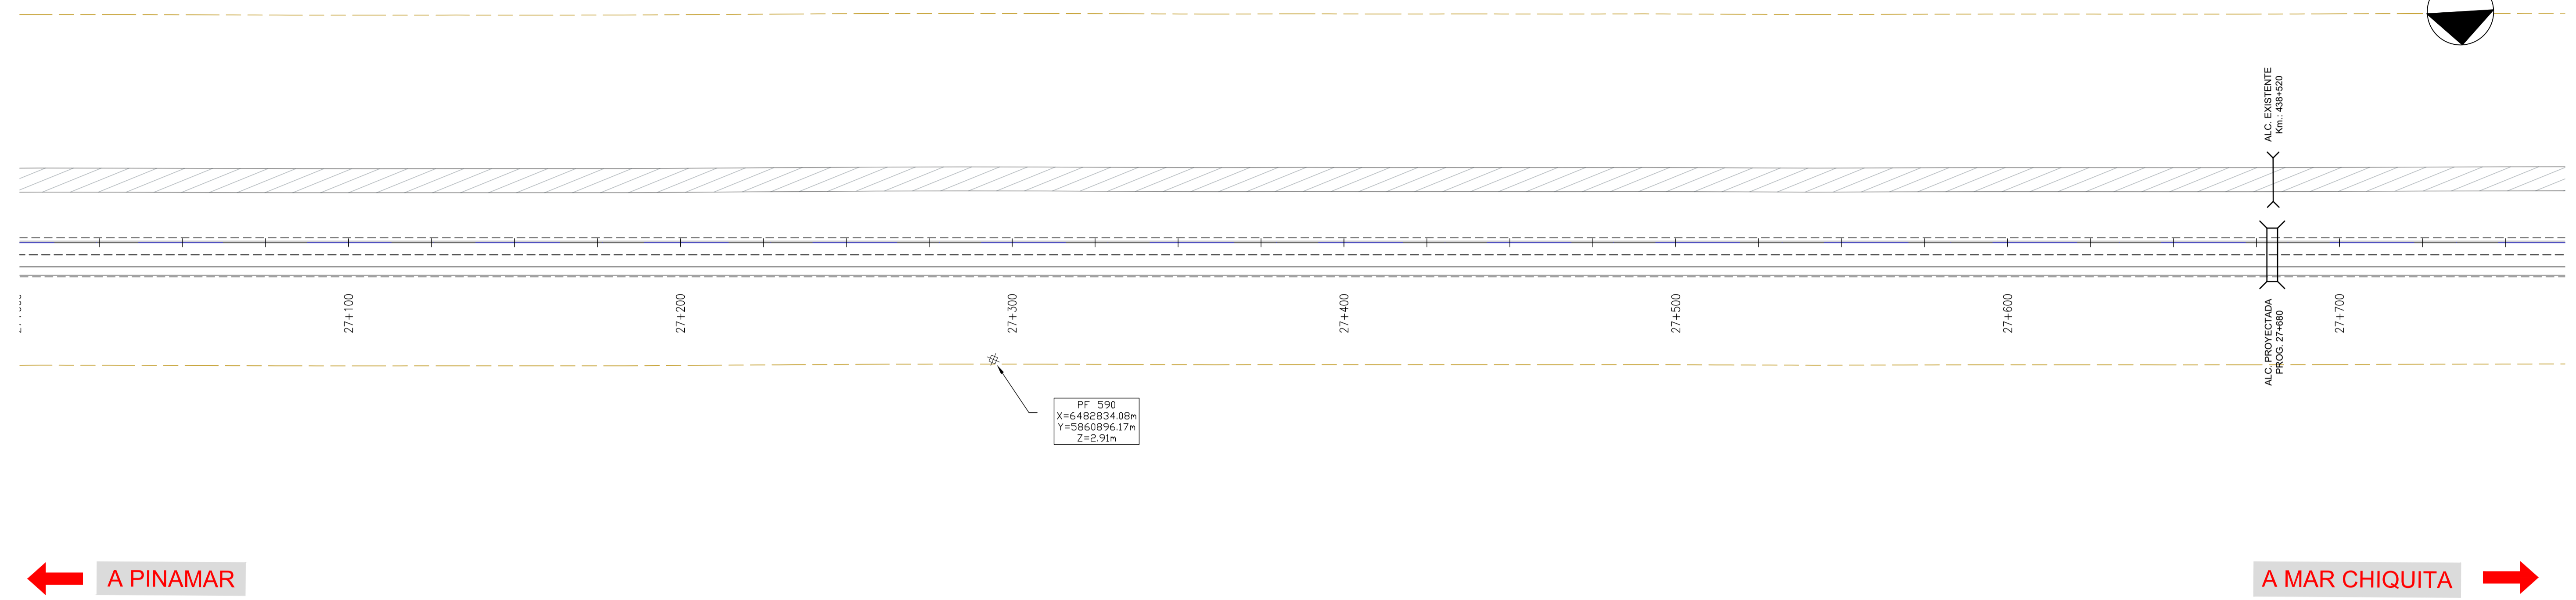 ALC. EXISTENTE
Km.: 438+520
27+100
27+200
27+300
27+400
27+500
27+600
27+700
ALC. PROYECTADA
PROG. 27+680
PF 590
X=6482834.08m
Y=5860896.17m
Z=2.91m
A PINAMAR
A MAR CHIQUITA